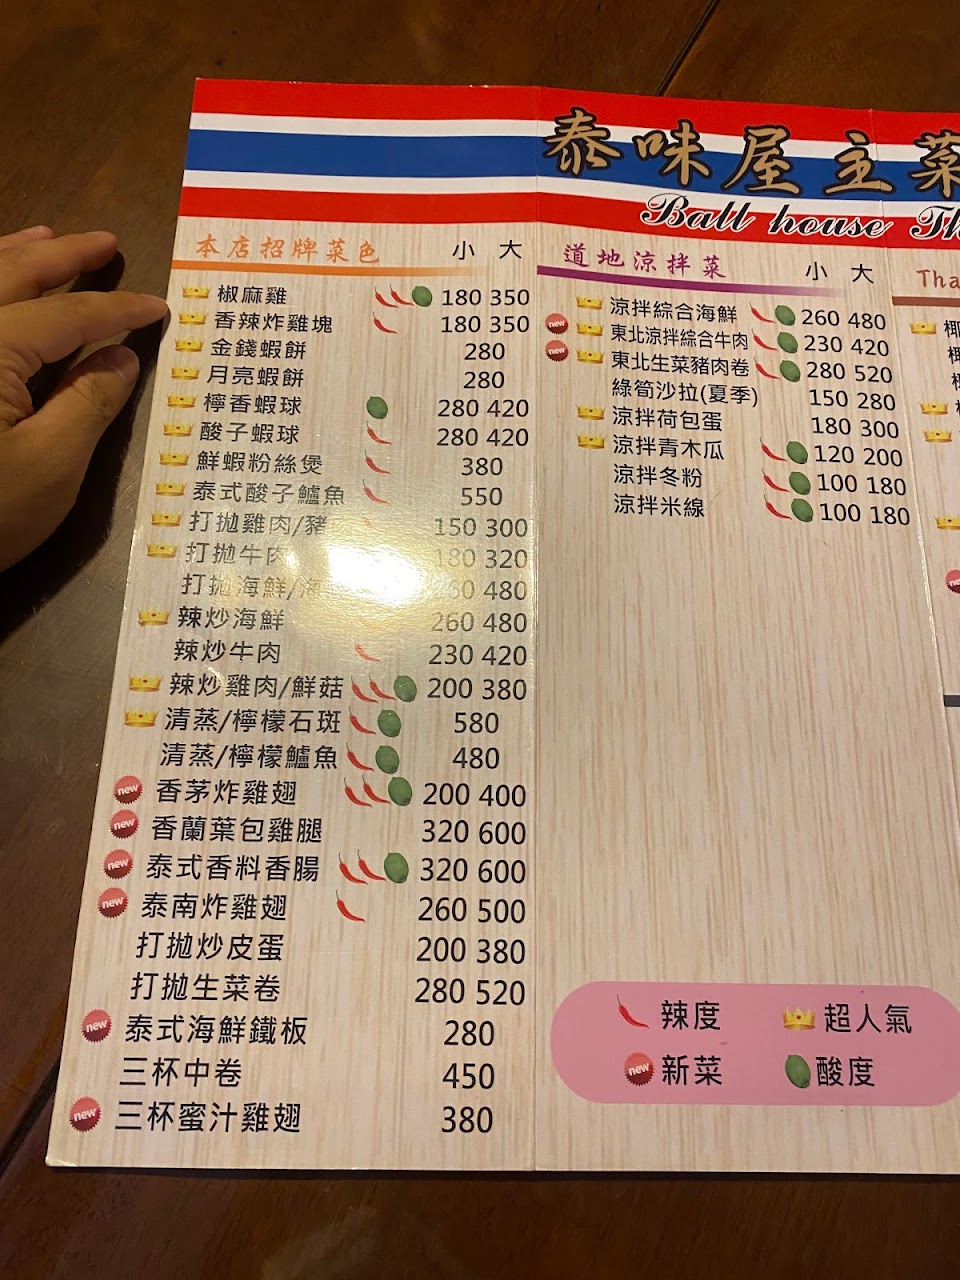 泰味屋主菜
Ball house Th
本店招牌菜色 小 大
椒麻雞 180 350
香辣炸雞塊 180 350
金錢蝦餅 280
月亮蝦餅 280
檸香蝦球 280 420
酸子蝦球 280 420
鮮蝦粉絲煲 380
泰式酸子鱸魚 550
打拋雞肉/豬 150 300
打拋牛肉 180 320
打拋海鮮/ 480
辣炒海鮮 260 480
辣炒牛肉 230 420
辣炒雞肉/鮮菇 200 380
清蒸/檸檬石斑 580
清蒸/檸檬鱸魚 480
new 香茅炸雞翅 200 400
new 香蘭葉包雞腿 320 600
new 泰式香料香腸 320 600
new 泰南炸雞翅 260 500
打拋炒皮蛋 200 380
打拋生菜卷 280 520
new 泰式海鮮鐵板 280
三杯中卷 450
new 三杯蜜汁雞翅 380
道地涼拌菜 小 大
涼拌綜合海鮮 260 480
new 東北涼拌綜合牛肉 230 420
new 東北生菜豬肉卷 280 520
綠筍沙拉(夏季) 150 280
涼拌荷包蛋 180 300
涼拌青木瓜 120 200
涼拌冬粉 100 180
涼拌米線 100 180
辣度 超人氣
new 新菜 酸度
Tha